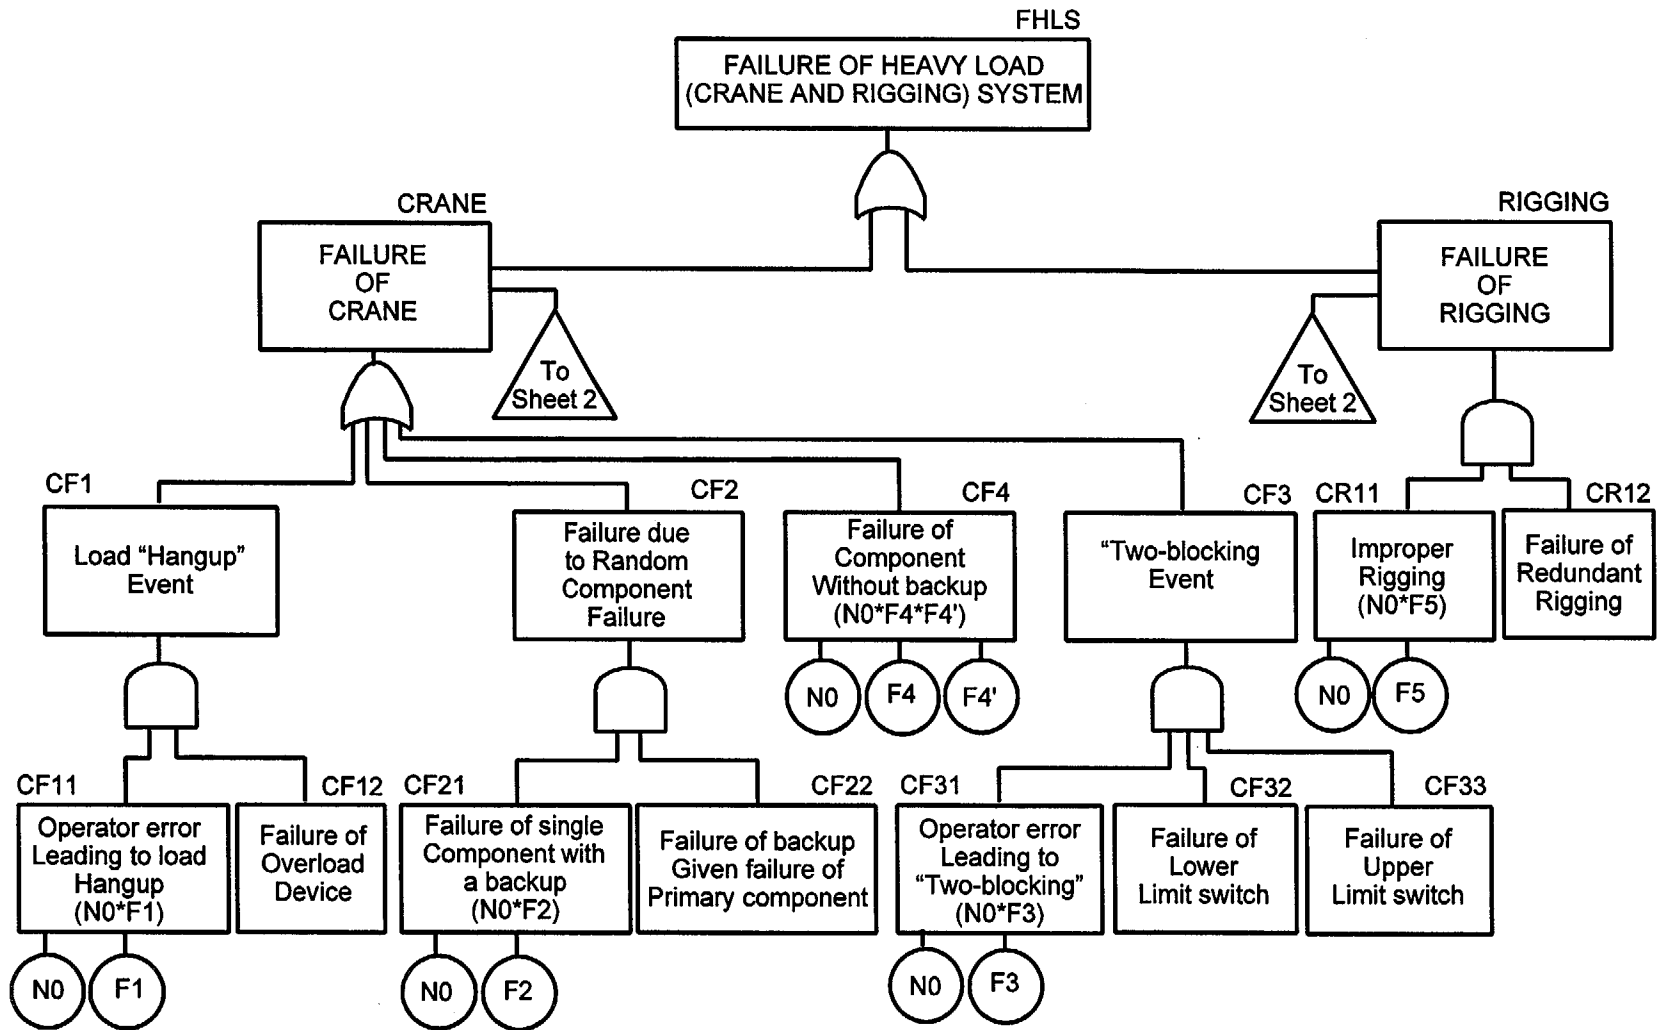 FHLS
FAILURE OF HEAVY LOAD
(CRANE AND RIGGING) SYSTEM
CRANE
FAILURE
OF
CRANE
To
Sheet 2
RIGGING
FAILURE
OF
RIGGING
To
Sheet 2
CF1
Load “Hangup”
Event
CF2
Failure due
to Random
Component
Failure
CF4
Failure of
Component
Without backup
(N0*F4*F4')
N0
F4
F4'
CF3
“Two-blocking
Event
CR11
Improper
Rigging
(N0*F5)
N0
F5
CR12
Failure of
Redundant
Rigging
CF11
Operator error
Leading to load
Hangup
(N0*F1)
N0
F1
CF12
Failure of
Overload
Device
CF21
Failure of single
Component with
a backup
(N0*F2)
N0
F2
CF22
Failure of backup
Given failure of
Primary component
CF31
Operator error
Leading to
“Two-blocking”
(N0*F3)
N0
F3
CF32
Failure of
Lower
Limit switch
CF33
Failure of
Upper
Limit switch